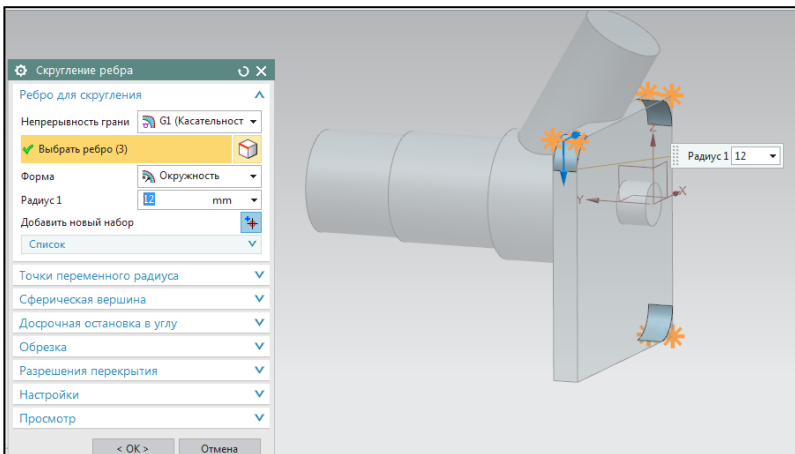 Скругление ребра
Ребро для скругления
Непрерывность грани G1 (Касательност
Выбрать ребро (3)
Форма Окружность
Радиус 1 12 mm
Добавить новый набор
Список
Точки переменного радиуса
Сферическая вершина
Досрочная остановка в углу
Обрезка
Разрешения перекрытия
Настройки
Просмотр
< OK > Отмена
Z
Радиус 1 12
Y X